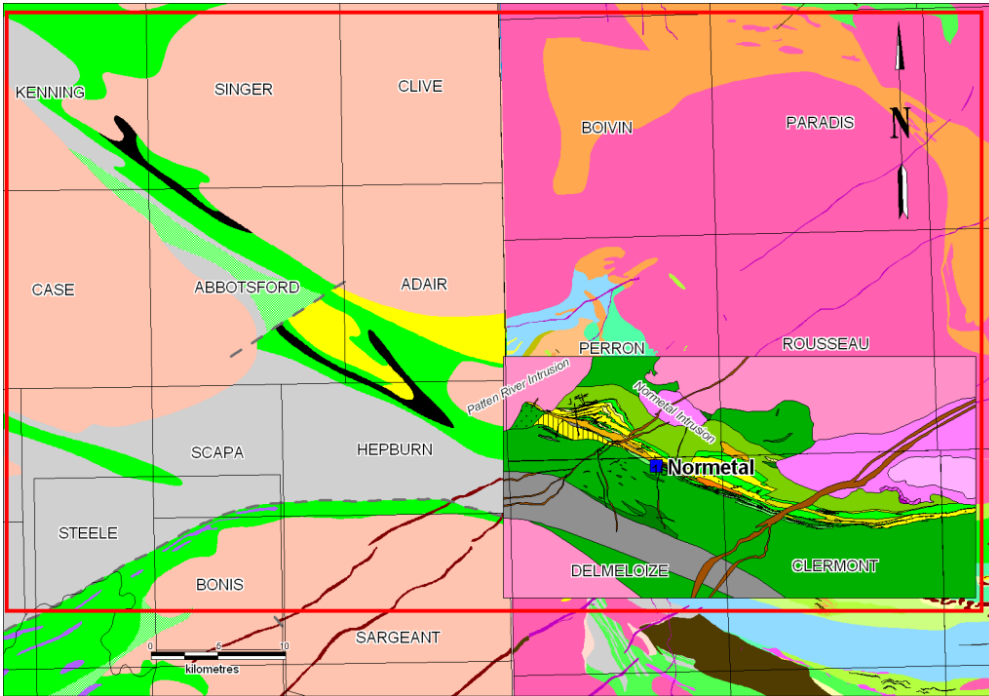 KENNING
SINGER
CLIVE
BOIVIN
PARADIS
N
CASE
ABBOTSFORD
ADAIR
PERRON
ROUSSEAU
Patten River Intrusion
Normetal Intrusion
SCAPA
HEPBURN
Normetal
STEELE
BONIS
DELMELOIZE
CLERMONT
SARGEANT
0 5 10
kilometres